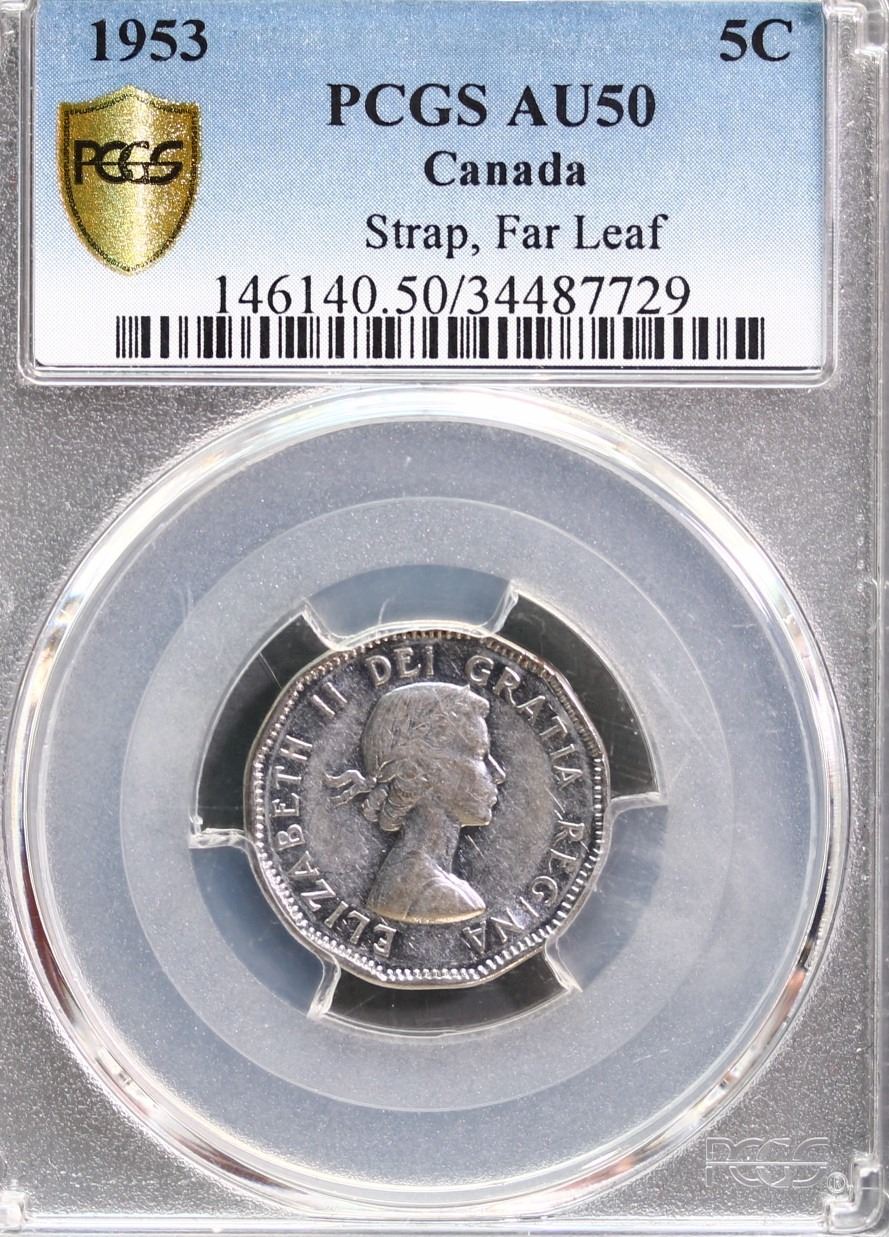 1953 5C
PCGS AU50
PCGS
Canada
Strap, Far Leaf
146140.50/34487729
ELIZABETH II DEI GRATIA REGINA
PCGS ®